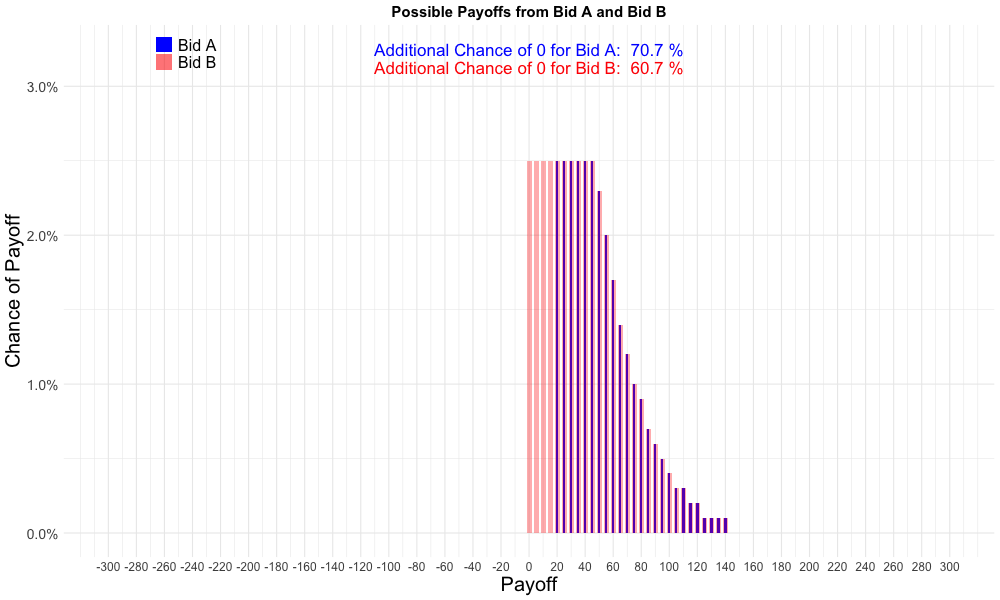 Possible Payoffs from Bid A and Bid B
Bid A
Bid B
Additional Chance of 0 for Bid A: 70.7 %
Additional Chance of 0 for Bid B: 60.7 %
Chance of Payoff
3.0%
2.0%
1.0%
0.0%
-300 -280 -260 -240 -220 -200 -180 -160 -140 -120 -100 -80 -60 -40 -20 0 20 40 60 80 100 120 140 160 180 200 220 240 260 280 300
Payoff